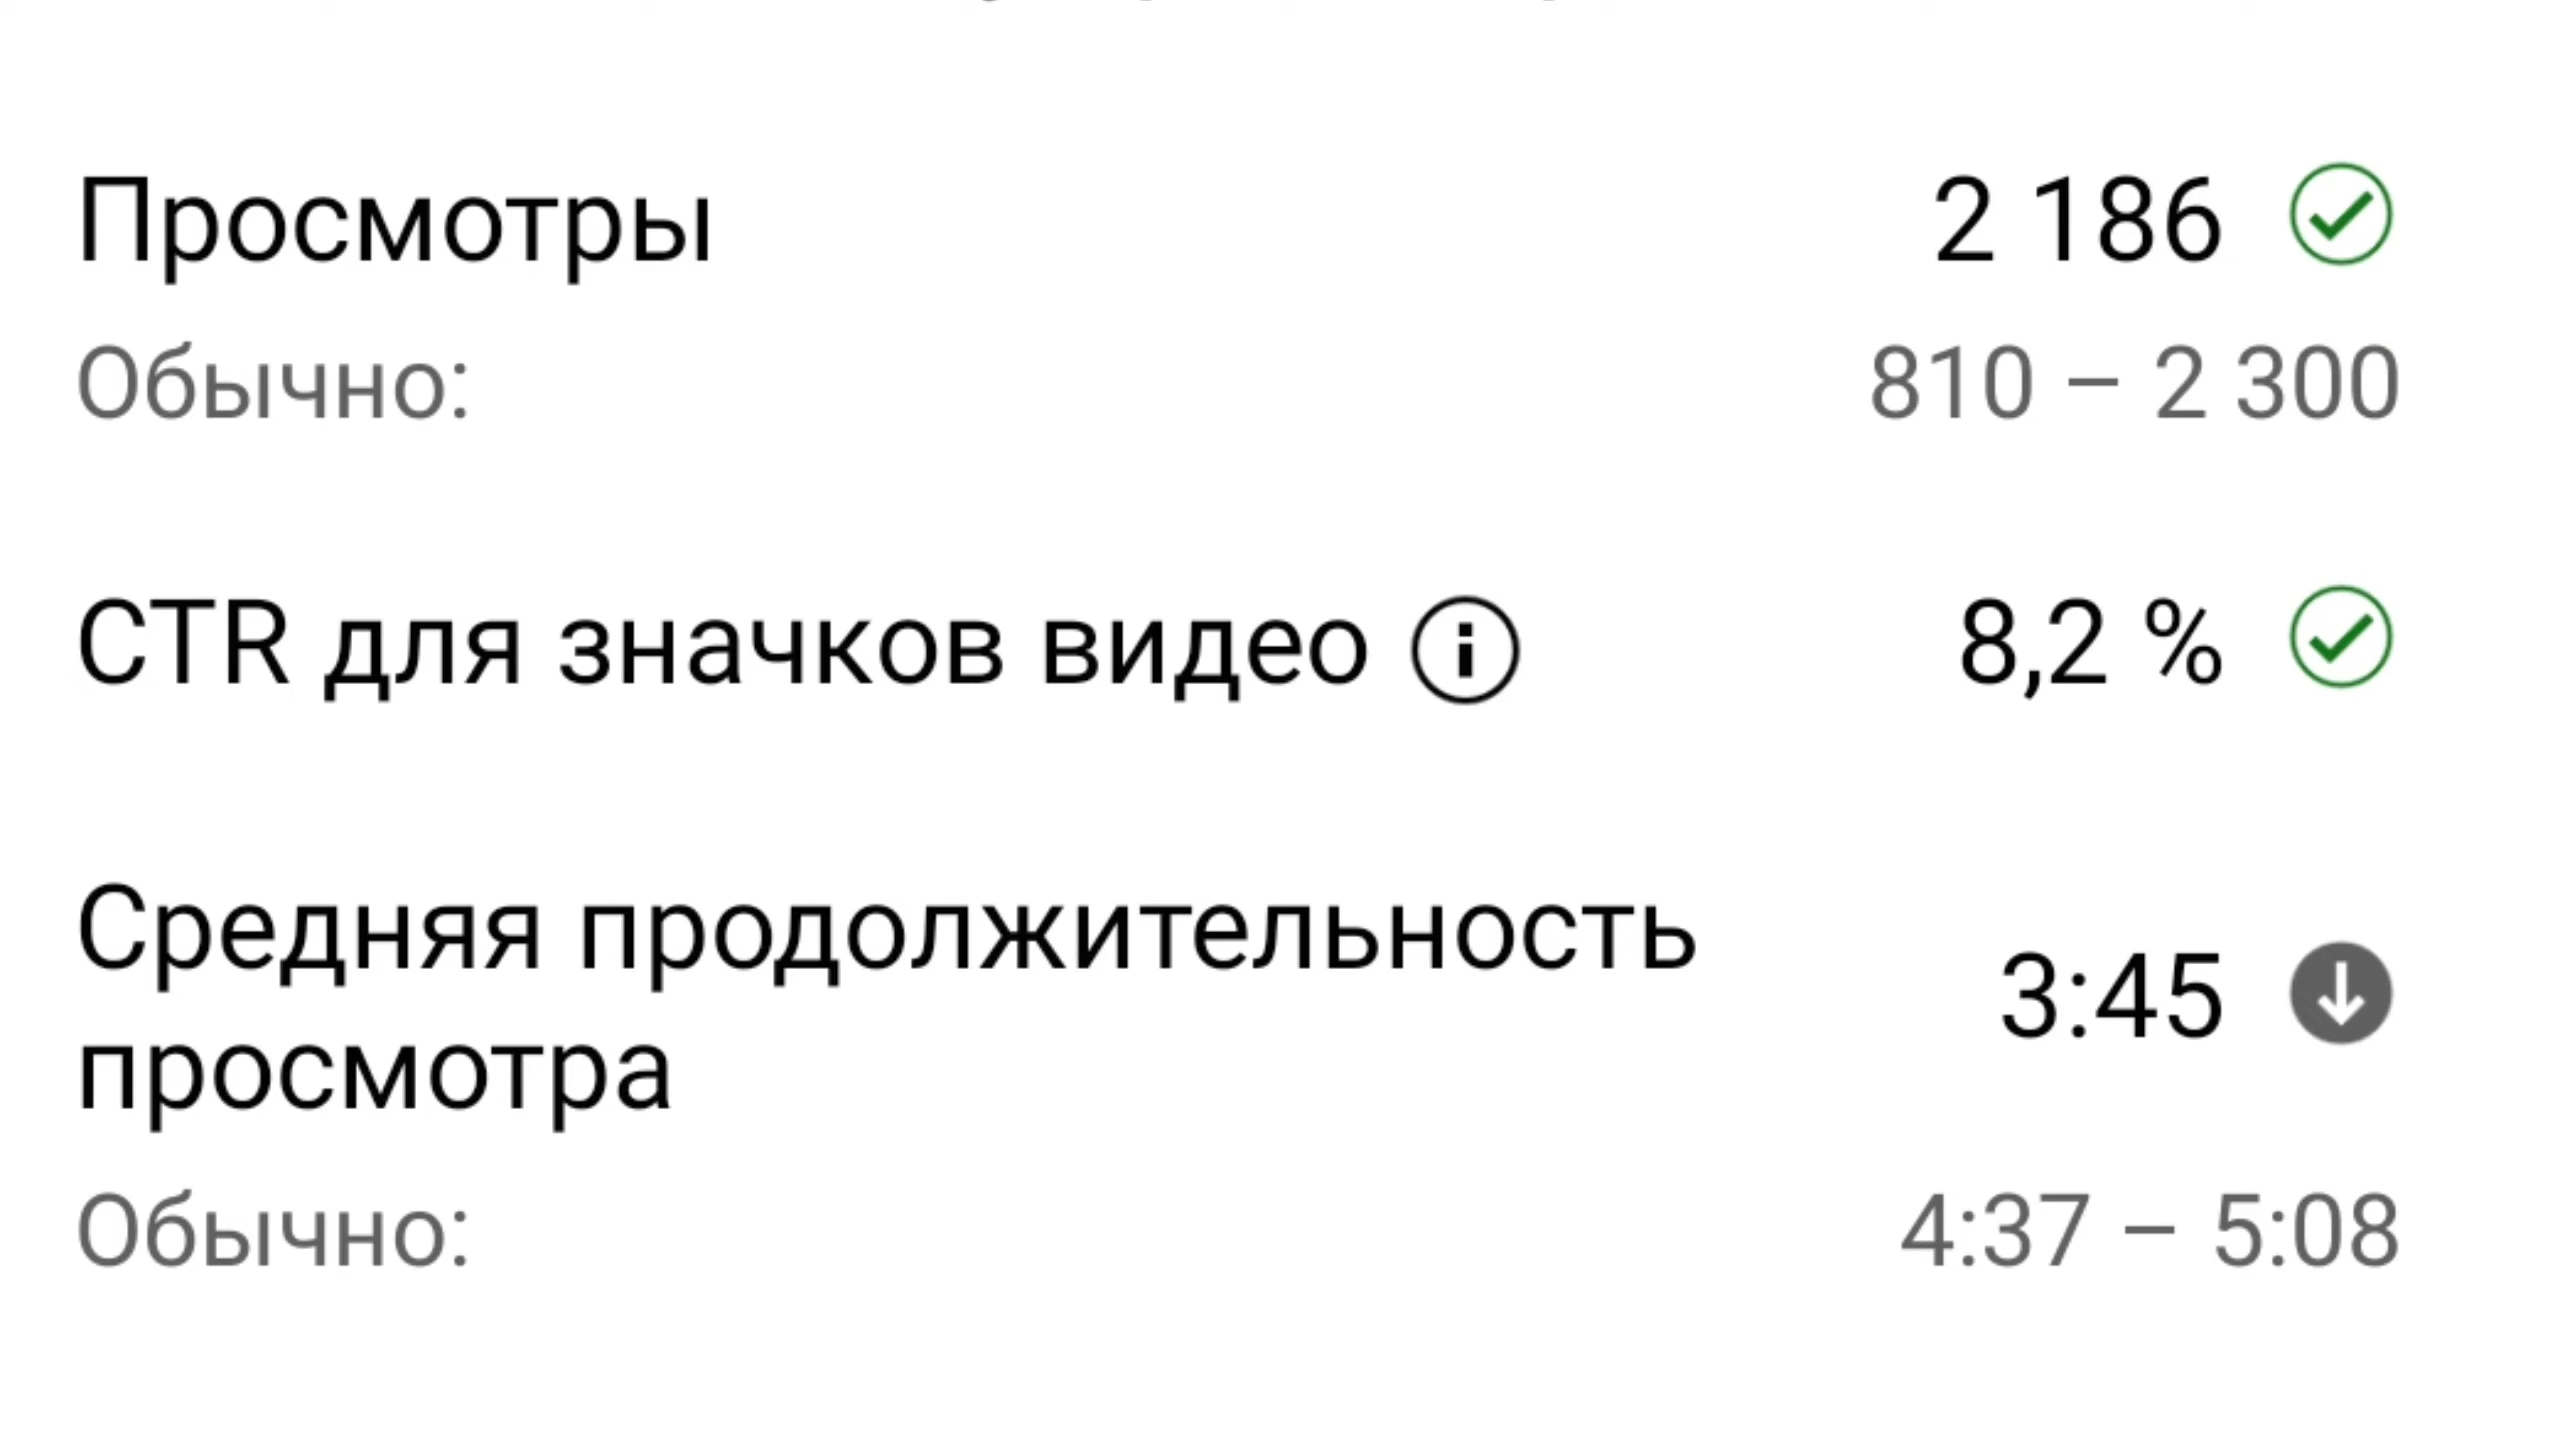 Просмотры 2 186
Обычно: 810 – 2 300
CTR для значков видео 8,2 %
Средняя продолжительность
просмотра 3:45
Обычно: 4:37 – 5:08